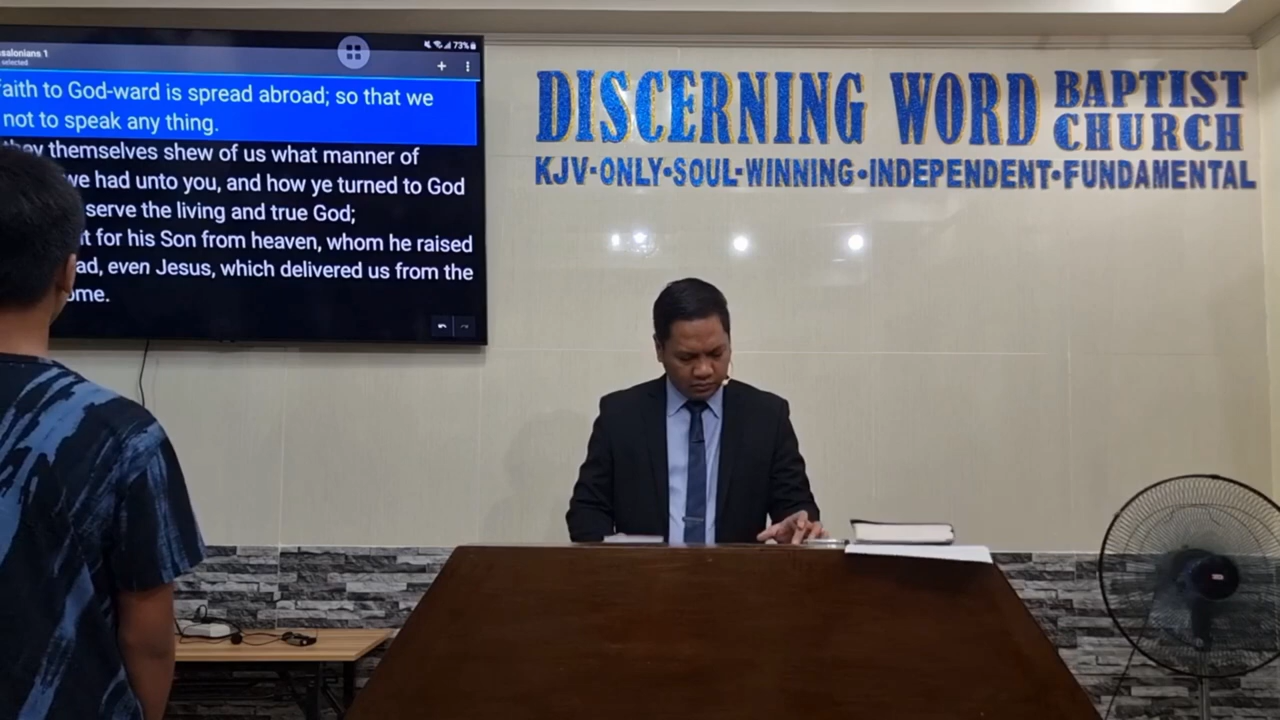 salonians 1
selected
73%
faith to God-ward is spread abroad; so that we
not to speak any thing.
they themselves shew of us what manner of
we had unto you, and how ye turned to God
serve the living and true God;
for his Son from heaven, whom he raised
ad, even Jesus, which delivered us from the
ome.
DISCERNING WORD BAPTIST CHURCH
KJV-ONLY•SOUL-WINNING•INDEPENDENT•FUNDAMENTAL